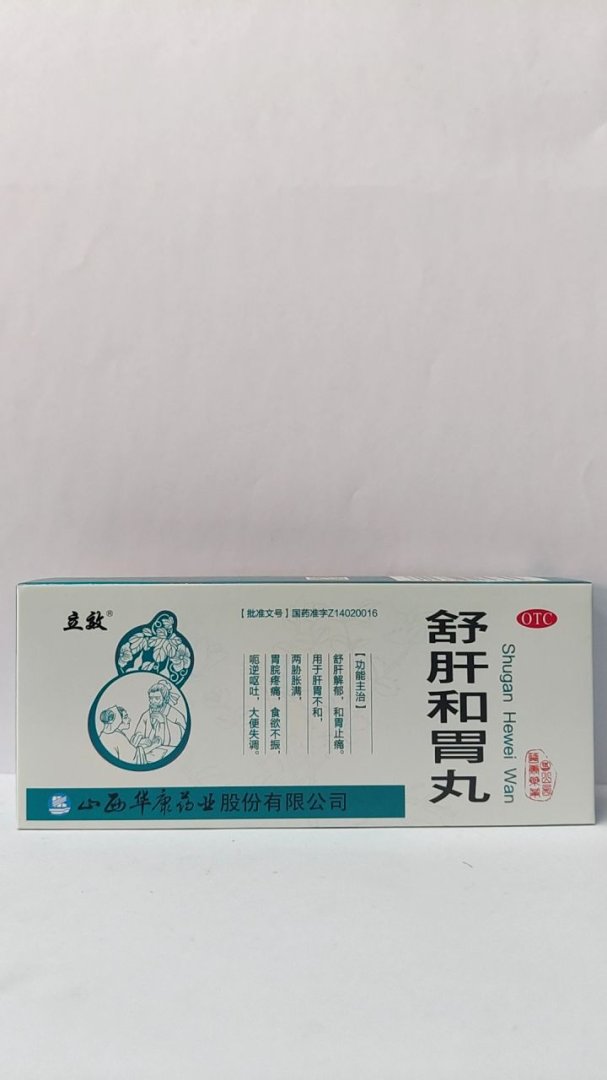 立效®
【批准文号】国药准字Z14020016
【功能主治】
舒肝解郁，和胃止痛。
用于肝胃不和，
两胁胀满，
胃脘疼痛，食欲不振，
呃逆呕吐，大便失调。
舒肝和胃丸
Shugan Hewei Wan
OTC
山西华康药业股份有限公司